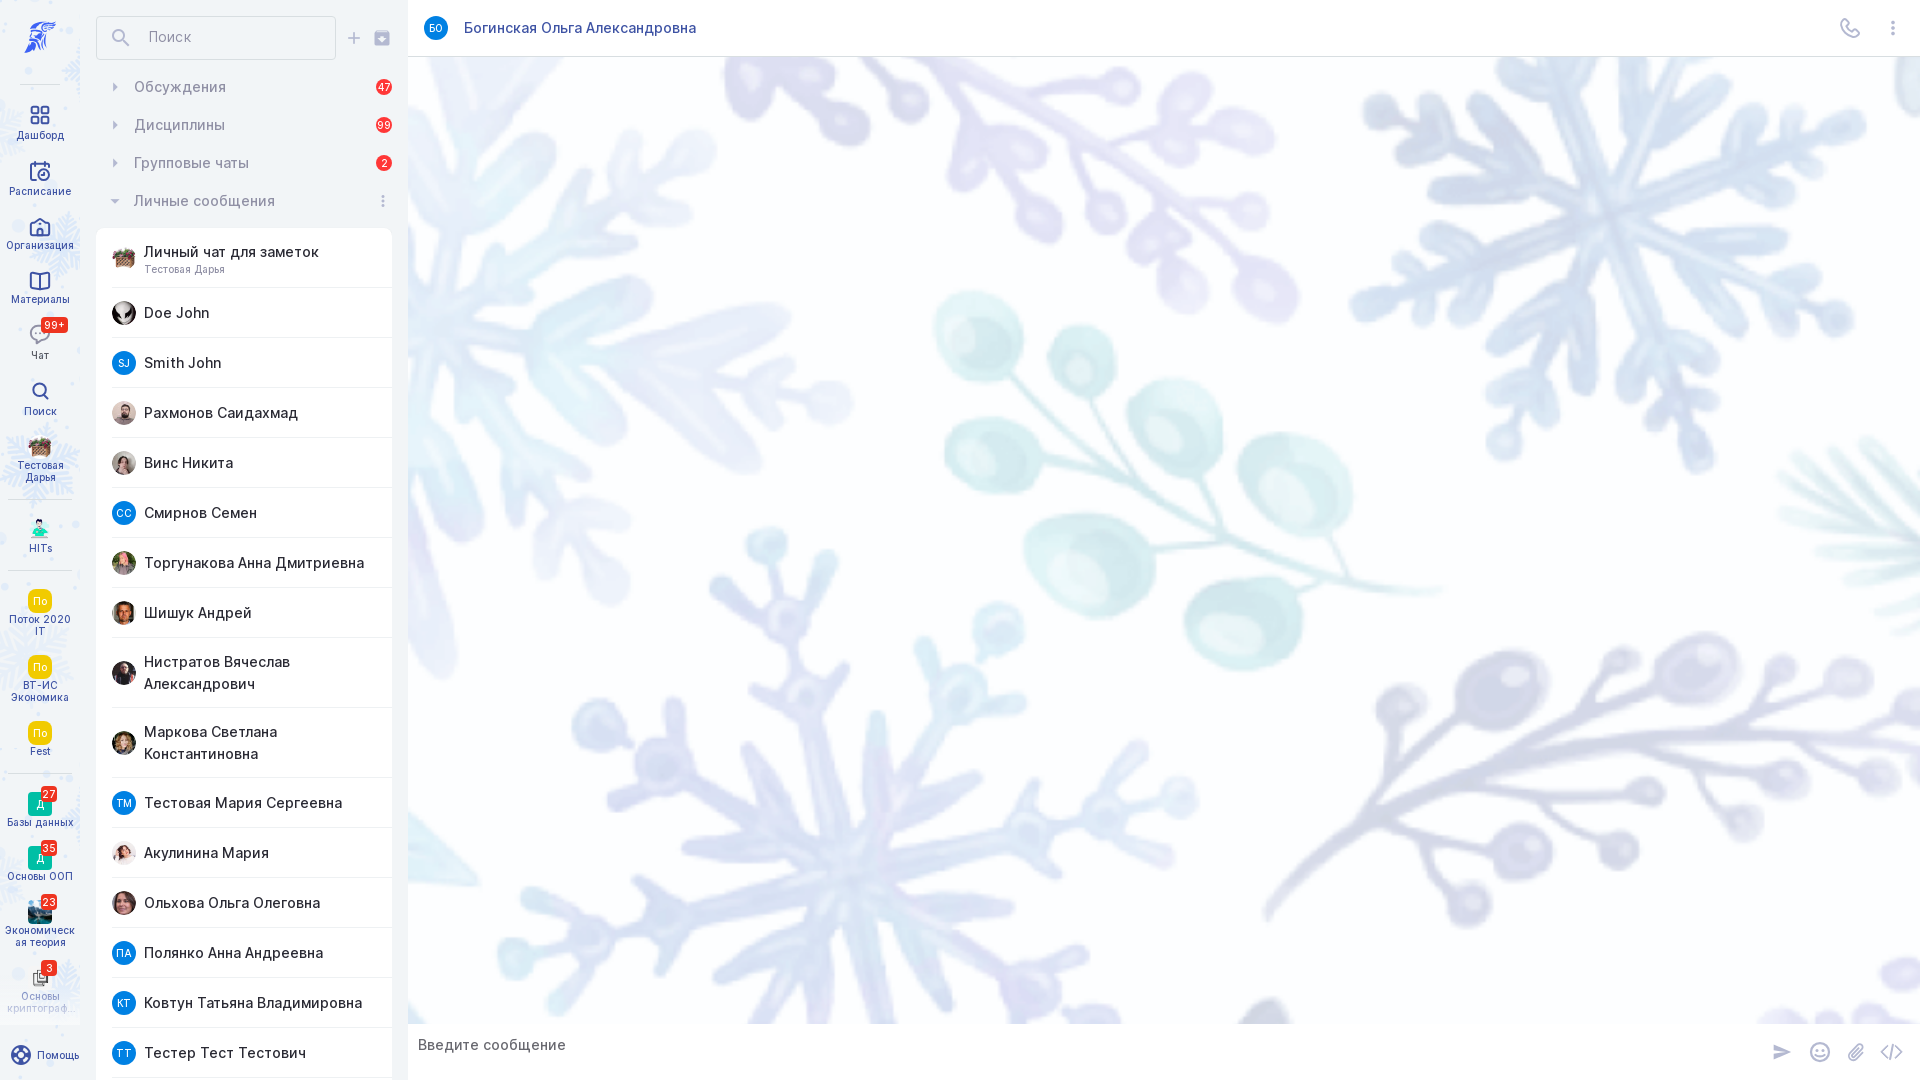 Дашборд
Расписание
Организация
Материалы
99+
Чат
Поиск
Тестовая
Дарья
HITs
По
Поток 2020
IT
По
ВТ-ИС
Экономика
По
Fest
27
Д
Базы данных
35
Д
Основы ООП
23
Экономическ
ая теория
3
Основы
криптограф...
Помощь
Поиск
Обсуждения 47
Дисциплины 99
Групповые чаты 2
Личные сообщения
Личный чат для заметок
Тестовая Дарья
Doe John
SJ Smith John
Рахмонов Саидахмад
Винс Никита
СС Смирнов Семен
Торгунакова Анна Дмитриевна
Шишук Андрей
Нистратов Вячеслав
Александрович
Маркова Светлана
Константиновна
ТМ Тестовая Мария Сергеевна
Акулинина Мария
Ольхова Ольга Олеговна
ПА Полянко Анна Андреевна
КТ Ковтун Татьяна Владимировна
ТТ Тестер Тест Тестович
БО Богинская Ольга Александровна
Введите сообщение